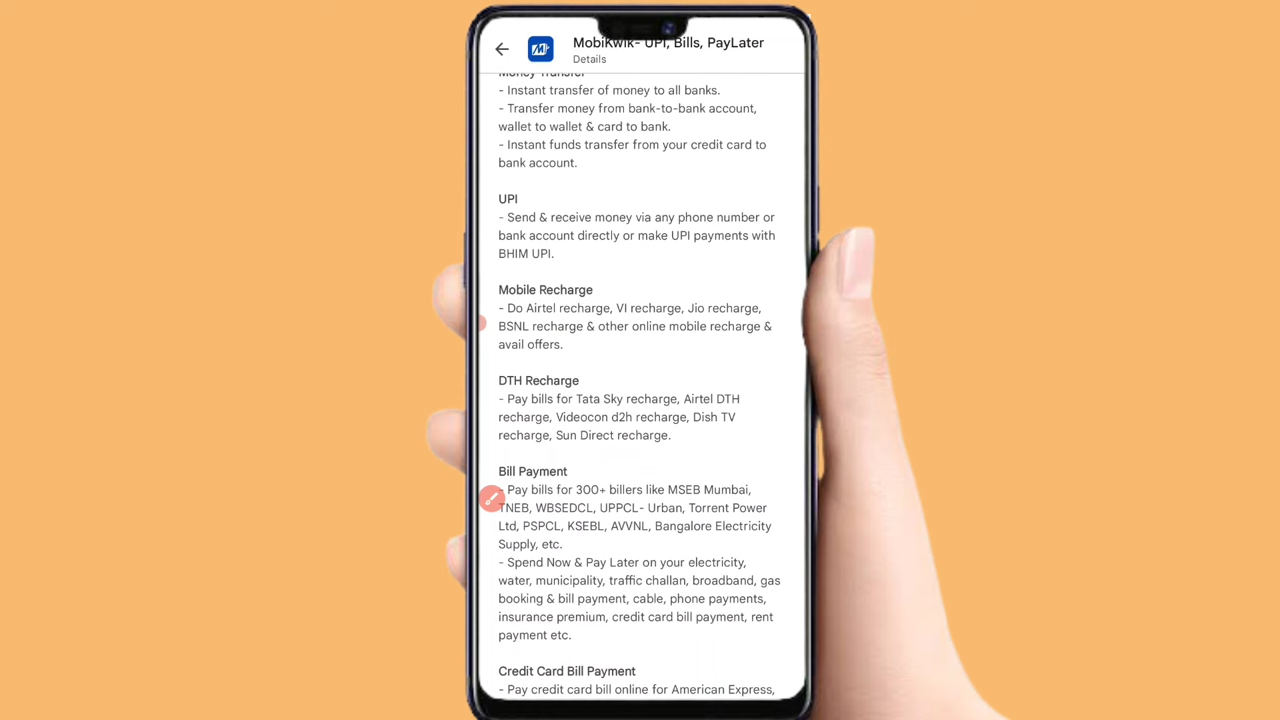 MobiKwik- UPI, Bills, PayLater
Details
Money Transfer
- Instant transfer of money to all banks.
- Transfer money from bank-to-bank account,
wallet to wallet & card to bank.
- Instant funds transfer from your credit card to
bank account.
UPI
- Send & receive money via any phone number or
bank account directly or make UPI payments with
BHIM UPI.
Mobile Recharge
- Do Airtel recharge, VI recharge, Jio recharge,
BSNL recharge & other online mobile recharge &
avail offers.
DTH Recharge
- Pay bills for Tata Sky recharge, Airtel DTH
recharge, Videocon d2h recharge, Dish TV
recharge, Sun Direct recharge.
Bill Payment
- Pay bills for 300+ billers like MSEB Mumbai,
TNEB, WBSEDCL, UPPCL- Urban, Torrent Power
Ltd, PSPCL, KSEBL, AVVNL, Bangalore Electricity
Supply, etc.
- Spend Now & Pay Later on your electricity,
water, municipality, traffic challan, broadband, gas
booking & bill payment, cable, phone payments,
insurance premium, credit card bill payment, rent
payment etc.
Credit Card Bill Payment
- Pay credit card bill online for American Express,